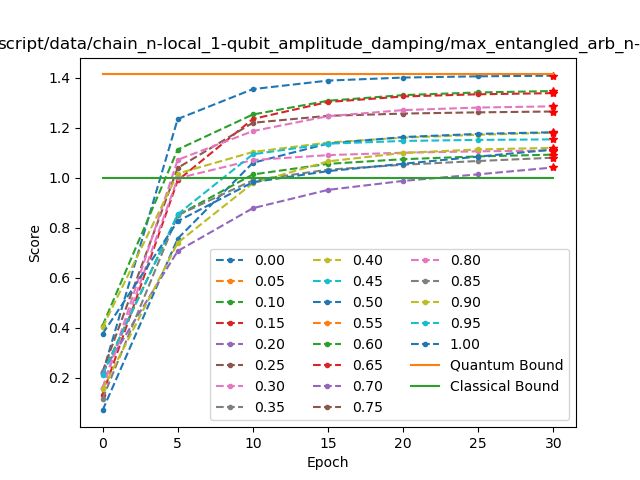 script/data/chain_n-local_1-qubit_amplitude_damping/max_entangled_arb_n-
Score
1.4
1.2
1.0
0.8
0.6
0.4
0.2
0.00 0.40 0.80
0.05 0.45 0.85
0.10 0.50 0.90
0.15 0.55 0.95
0.20 0.60 1.00
0.25 0.65 Quantum Bound
0.30 0.70 Classical Bound
0.35 0.75
0 5 10 15 20 25 30
Epoch